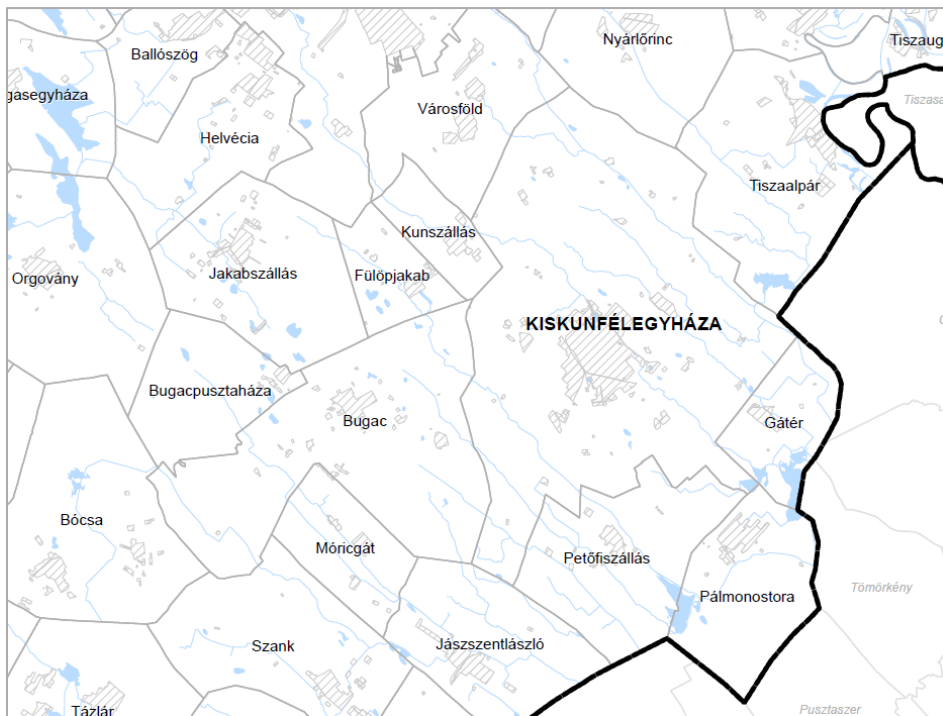 Nyárlőrinc
Tiszaug
Ballószög
gasegyháza
Városföld
Helvécia
Tiszaalpár
Kunszállás
Orgovány
Jakabszállás
Fülöpjakab
KISKUNFÉLEGYHÁZA
Bugacpusztaháza
Bugac
Gátér
Bócsa
Móricgát
Petőfiszállás
Tömörkény
Pálmonostora
Szank
Jászszentlászló
Tázlár
Pusztaszer